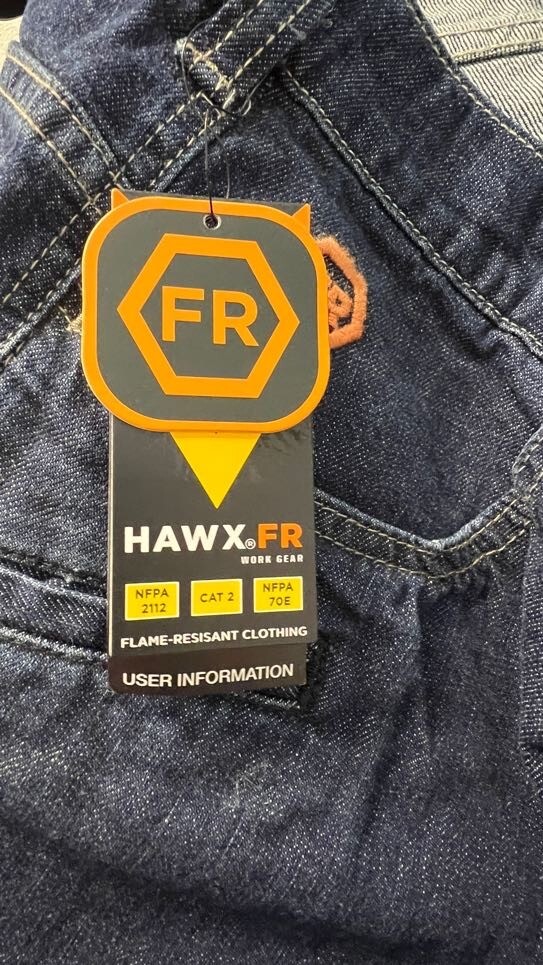 FR
HAWX®FR
WORK GEAR
NFPA
2112
CAT 2
NFPA
70E
FLAME-RESISANT CLOTHING
USER INFORMATION